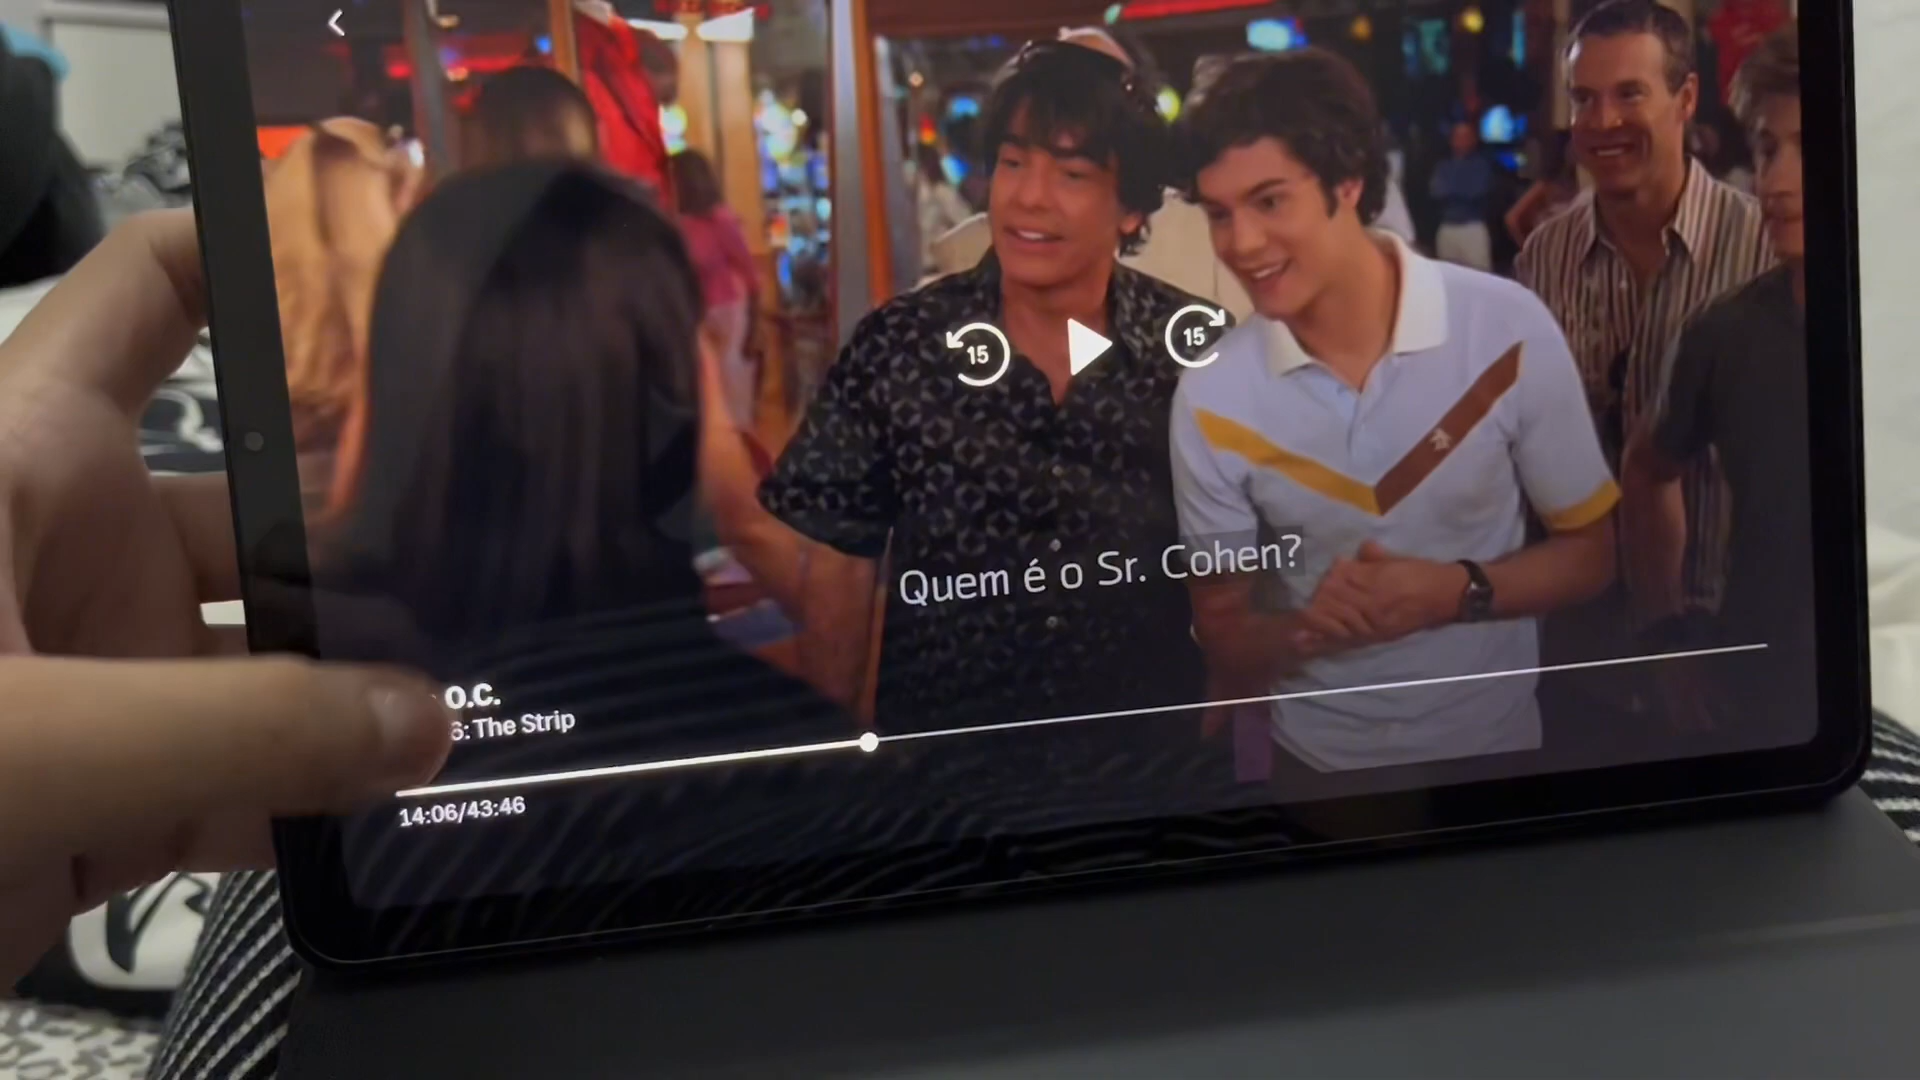 15
15
Quem é o Sr. Cohen?
O.C.
6: The Strip
14:06/43:46